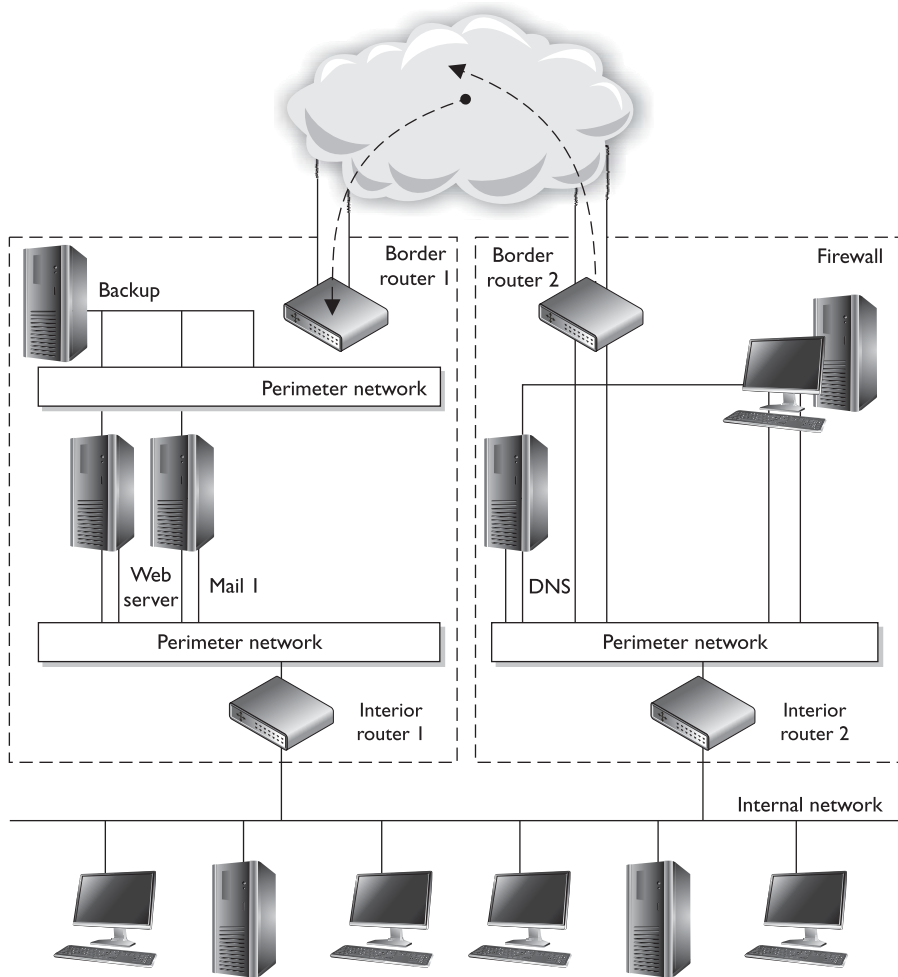 Border
router 1
Border
router 2
Firewall
Backup
Perimeter network
Web
server
Mail 1
DNS
Perimeter network
Perimeter network
Interior
router 1
Interior
router 2
Internal network